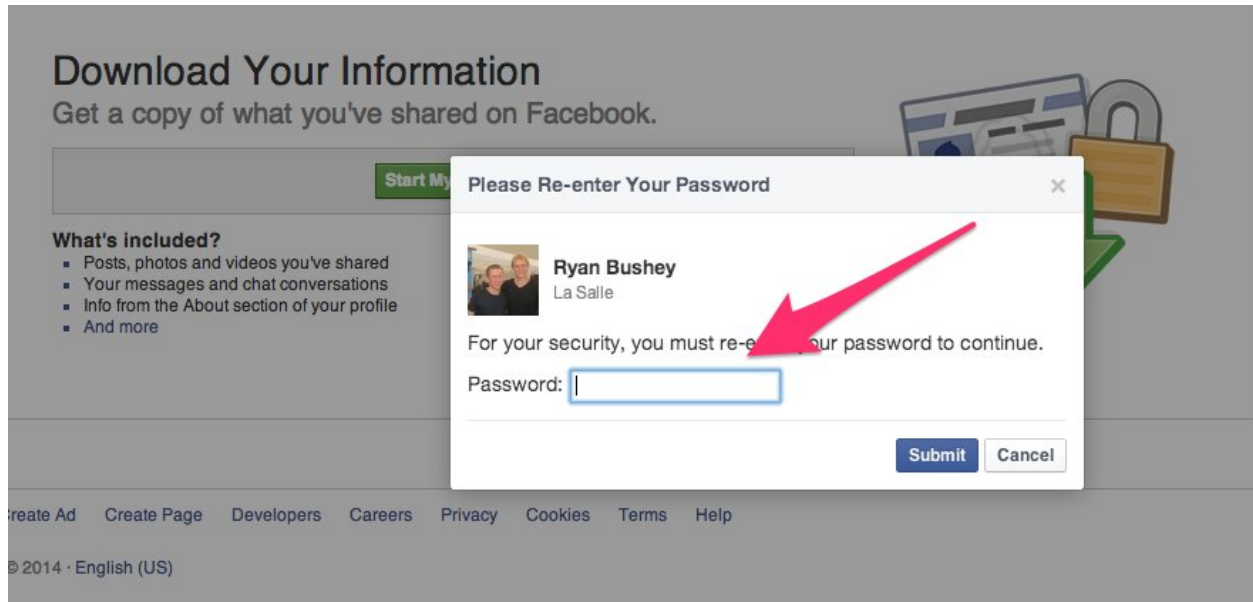 Download Your Information
Get a copy of what you've shared on Facebook.
Start My
What's included?
Posts, photos and videos you've shared
Your messages and chat conversations
Info from the About section of your profile
And more
Please Re-enter Your Password
Ryan Bushey
La Salle
For your security, you must re-e your password to continue.
Password:
Submit Cancel
Create Ad Create Page Developers Careers Privacy Cookies Terms Help
© 2014 · English (US)